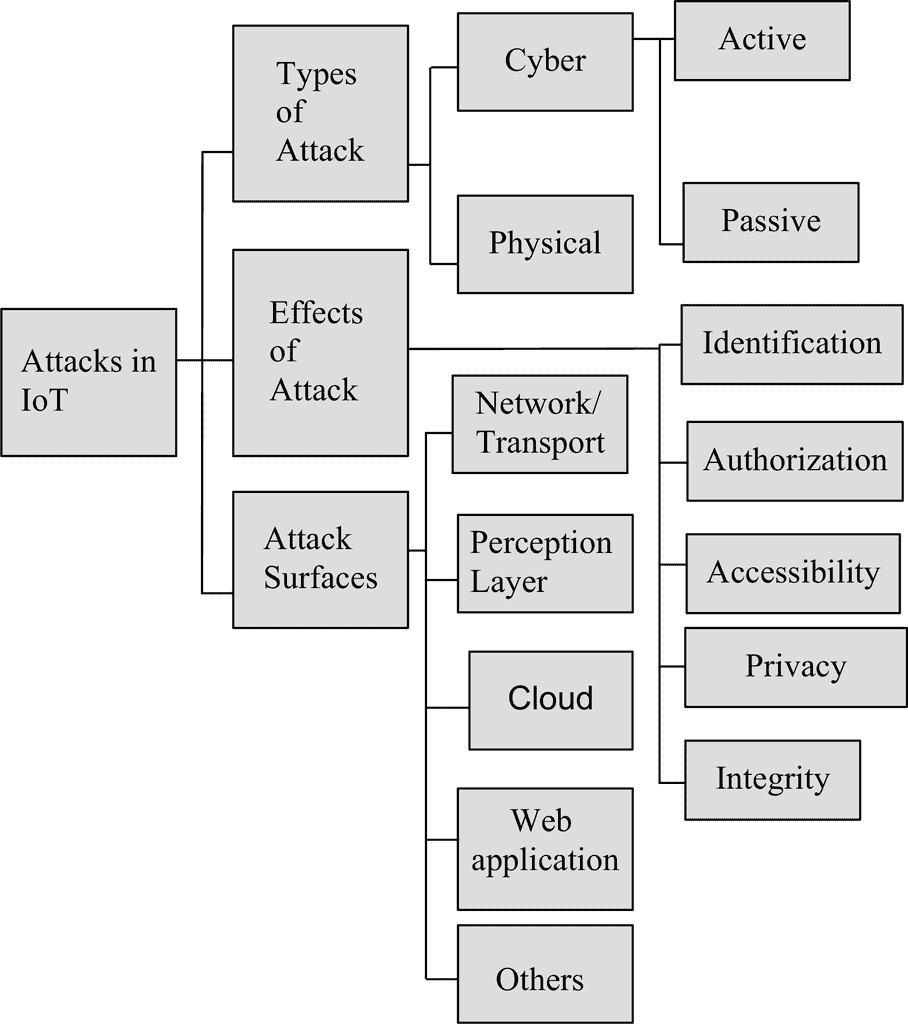 Types
of
Attack
Cyber
Active
Physical
Passive
Attacks in
IoT
Effects
of
Attack
Identification
Authorization
Accessibility
Privacy
Integrity
Attack
Surfaces
Network/
Transport
Perception
Layer
Cloud
Web
application
Others